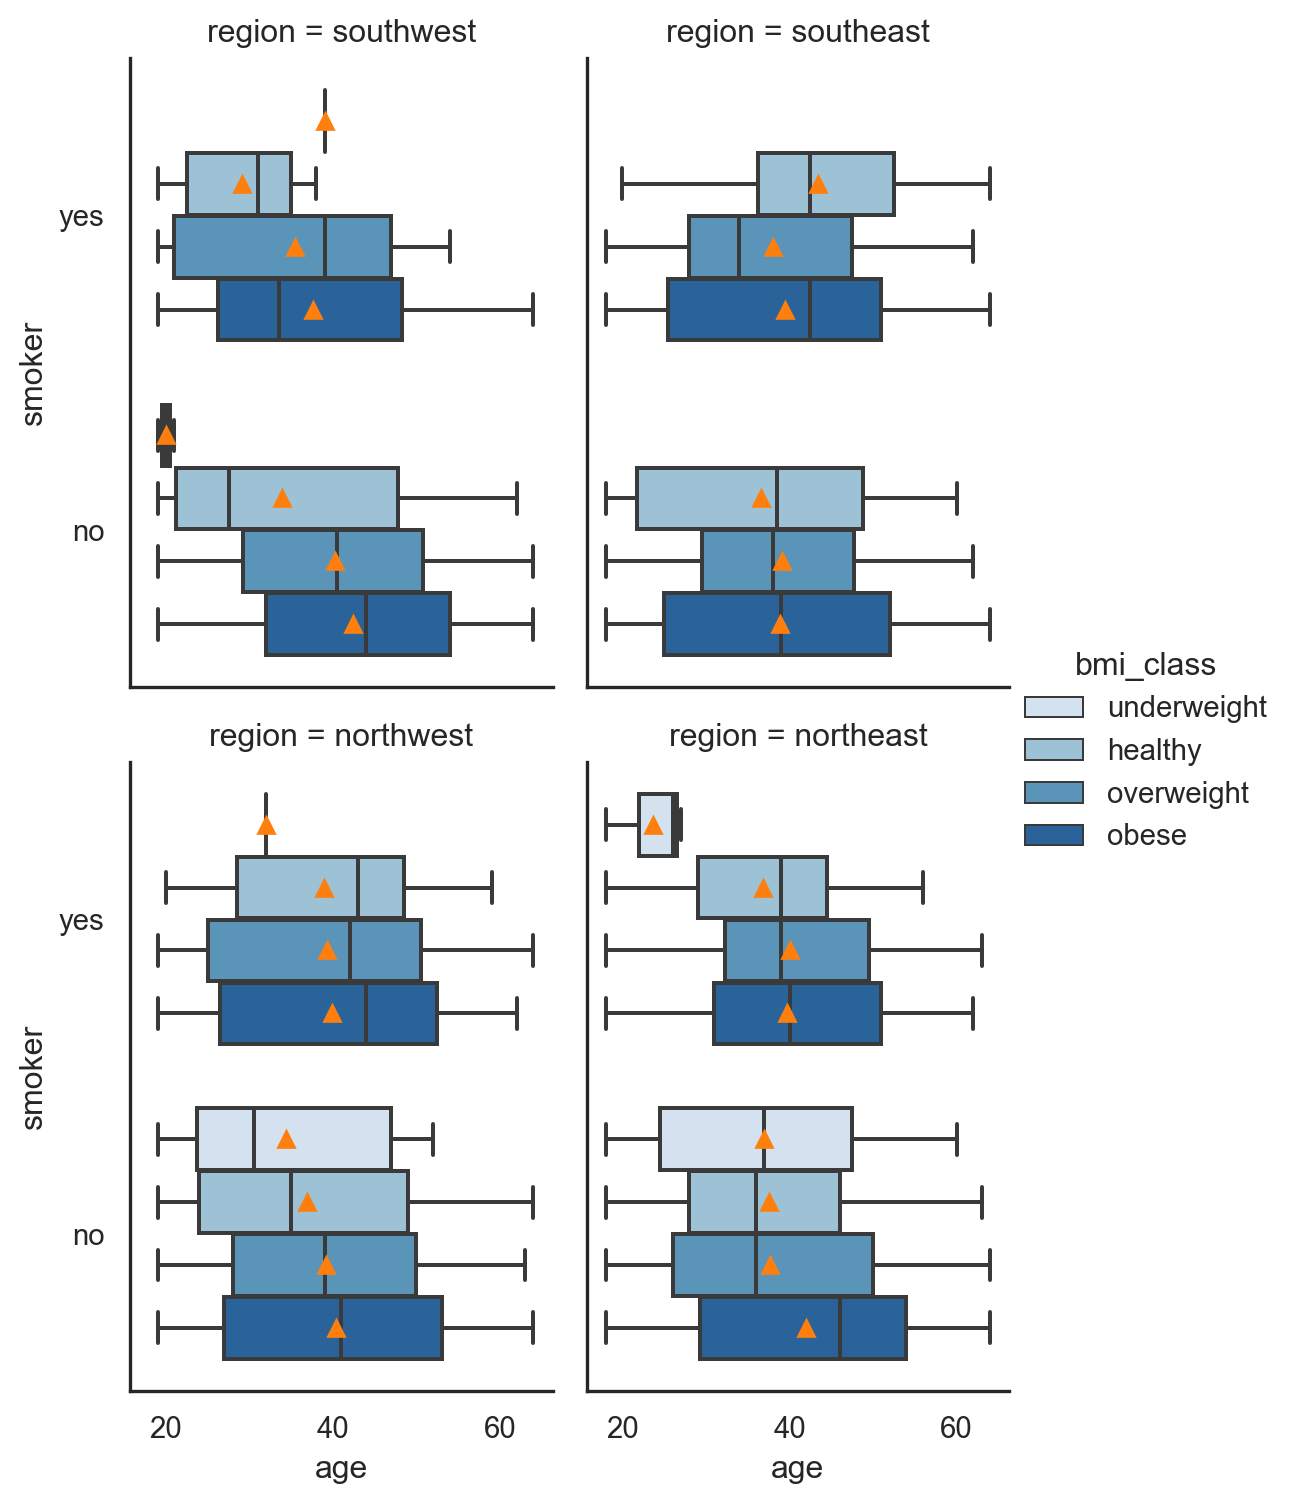 region = southwest
region = southeast
yes
smoker
no
bmi_class
underweight
healthy
overweight
obese
region = northwest
region = northeast
yes
smoker
no
20 40 60
20 40 60
age
age